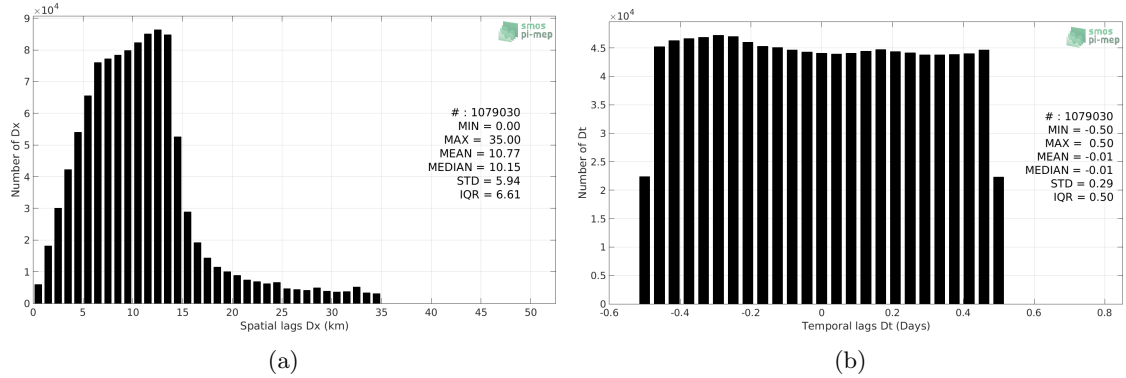 ×10⁴
9
8
7
6
5
4
3
2
1
0
Number of Dx
0 5 10 15 20 25 30 35 40 45 50
Spatial lags Dx (km)
smos
pi-mep
# : 1079030
MIN = 0.00
MAX = 35.00
MEAN = 10.77
MEDIAN = 10.15
STD = 5.94
IQR = 6.61
(a)
×10⁴
4.5
4
3.5
3
2.5
2
1.5
1
0.5
0
Number of Dt
-0.6 -0.4 -0.2 0 0.2 0.4 0.6 0.8
Temporal lags Dt (Days)
smos
pi-mep
# : 1079030
MIN = -0.50
MAX = 0.50
MEAN = -0.01
MEDIAN = -0.01
STD = 0.29
IQR = 0.50
(b)